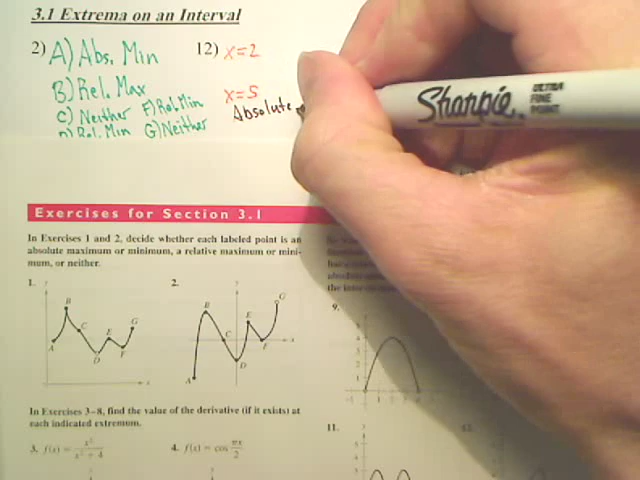 3.1 Extrema on an Interval
2) A) Abs. Min 12) x=2
B) Rel. Max x=5
C) Neither F) Rel. Min Absolute
D) Rel. Min G) Neither
Sharpie. ULTRA FINE POINT
Exercises for Section 3.1
In Exercises 1 and 2, decide whether each labeled point is an
absolute maximum or minimum, a relative maximum or mini-
mum, or neither.
1. 2.
y y
B B G
C G E
A E C F
D F D
x x
A
9.
In Exercises 3–8, find the value of the derivative (if it exists) at
each indicated extremum.
3. f(x) = x²/(x² + 4) 4. f(x) = cos πx/2
11. 12.